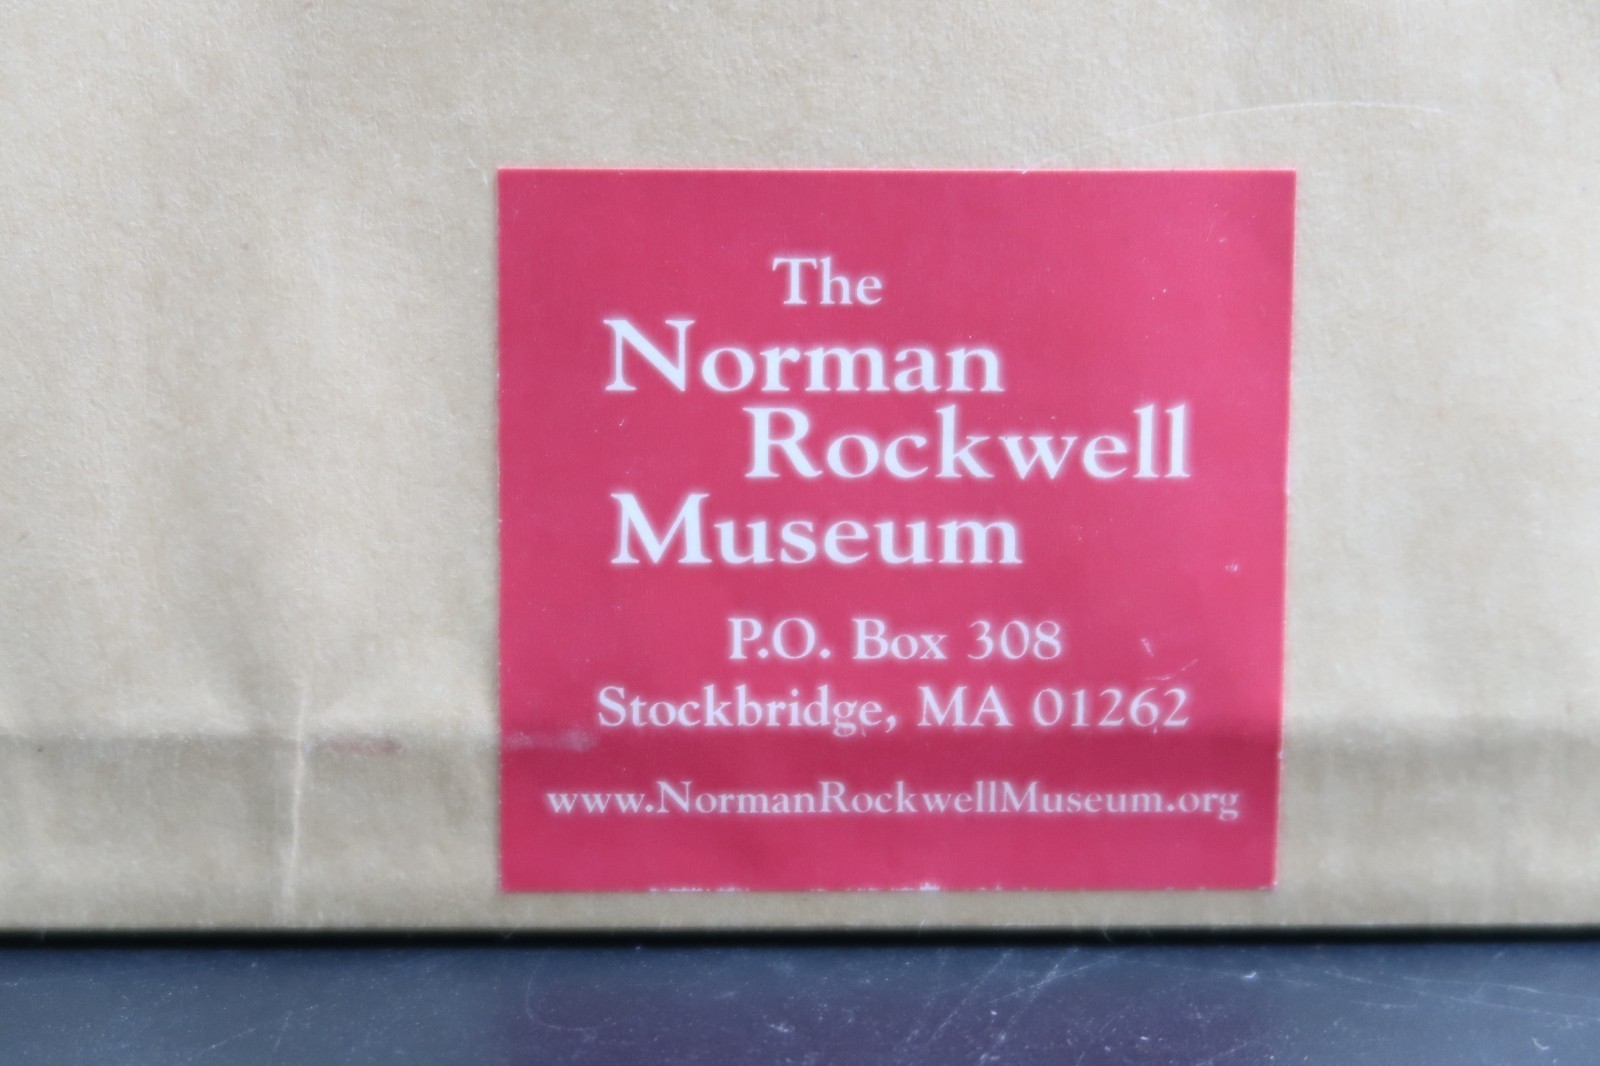 The
Norman
Rockwell
Museum
P.O. Box 308
Stockbridge, MA 01262
www.NormanRockwellMuseum.org